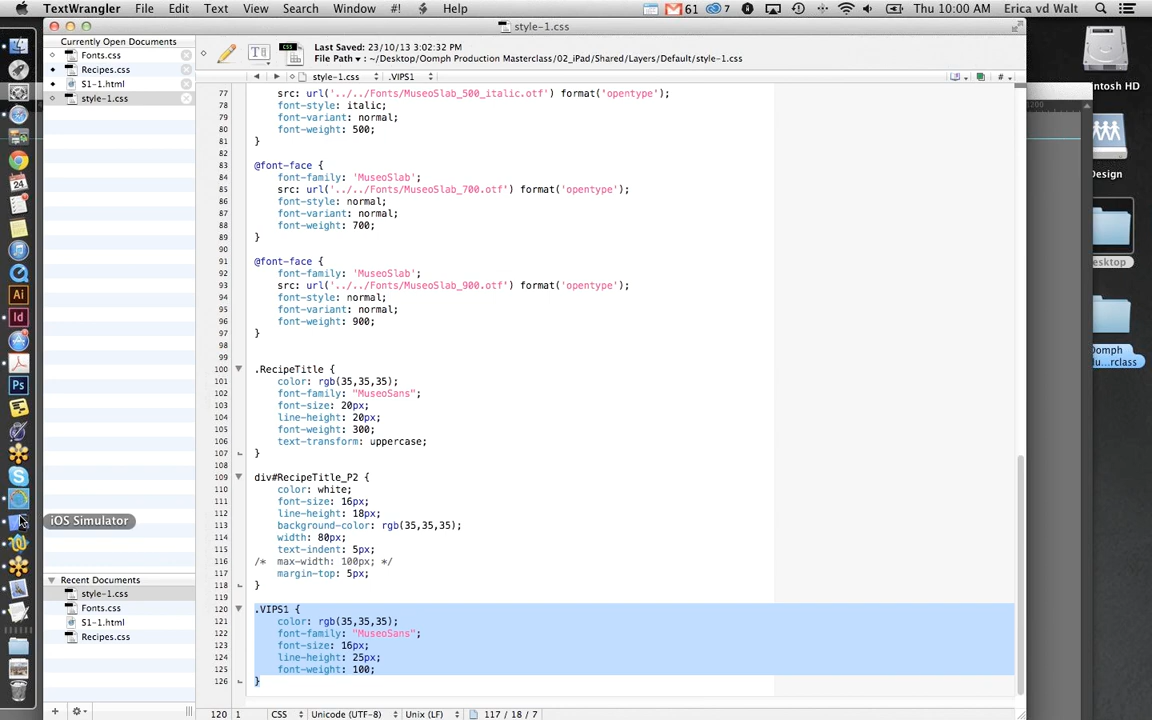 TextWrangler File Edit Text View Search Window #! Help 61 7 Thu 10:00 AM Erica vd Walt
style-1.css
Currently Open Documents
Fonts.css
Recipes.css
S1-1.html
style-1.css
Last Saved: 23/10/13 3:02:32 PM
File Path : ~/Desktop/Oomph Production Masterclass/02_iPad/Shared/Layers/Default/style-1.css
style-1.css .VIPS1 #
77 src: url('../../Fonts/MuseoSlab_500_italic.otf') format('opentype');
78 font-style: italic;
79 font-variant: normal;
80 font-weight: 500;
81 }
82
83 @font-face {
84 font-family: 'MuseoSlab';
85 src: url('../../Fonts/MuseoSlab_700.otf') format('opentype');
86 font-style: normal;
87 font-variant: normal;
88 font-weight: 700;
89 }
90
91 @font-face {
92 font-family: 'MuseoSlab';
93 src: url('../../Fonts/MuseoSlab_900.otf') format('opentype');
94 font-style: normal;
95 font-variant: normal;
96 font-weight: 900;
97 }
98
99
100 .RecipeTitle {
101 color: rgb(35,35,35);
102 font-family: "MuseoSans";
103 font-size: 20px;
104 line-height: 20px;
105 font-weight: 300;
106 text-transform: uppercase;
107 }
108
109 div#RecipeTitle_P2 {
110 color: white;
111 font-size: 16px;
112 line-height: 18px;
113 background-color: rgb(35,35,35);
114 width: 80px;
115 text-indent: 5px;
116 /* max-width: 100px; */
117 margin-top: 5px;
118 }
119
120 .VIPS1 {
121 color: rgb(35,35,35);
122 font-family: "MuseoSans";
123 font-size: 16px;
124 line-height: 25px;
125 font-weight: 100;
126 }
iOS Simulator
Recent Documents
style-1.css
Fonts.css
S1-1.html
Recipes.css
120 1 CSS Unicode (UTF-8) Unix (LF) 117 / 18 / 7
ntosh HD
Design
esktop
Oomph
du...rclass
24
Ai
Id
Ps
CSS
200